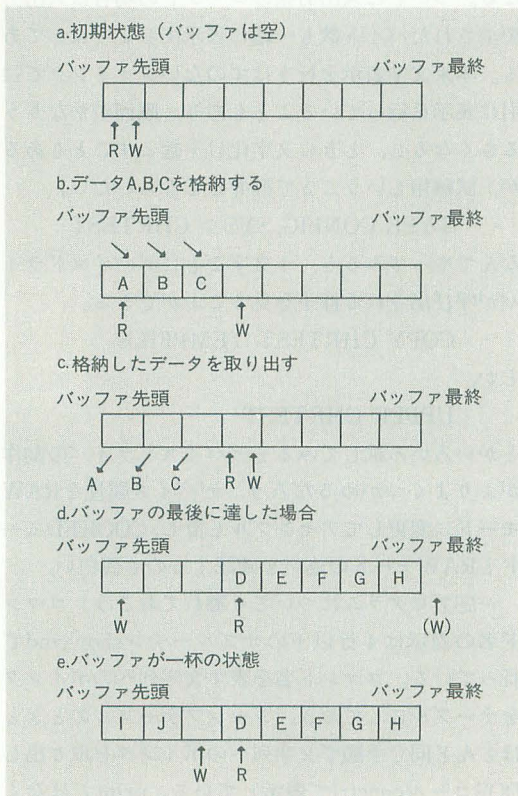 a.初期状態（バッファは空）
バッファ先頭 バッファ最終
R W
b.データA,B,Cを格納する
バッファ先頭 バッファ最終
A B C
R W
c.格納したデータを取り出す
バッファ先頭 バッファ最終
A B C R W
d.バッファの最後に達した場合
バッファ先頭 バッファ最終
D E F G H
W R (W)
e.バッファが一杯の状態
バッファ先頭 バッファ最終
I J D E F G H
W R